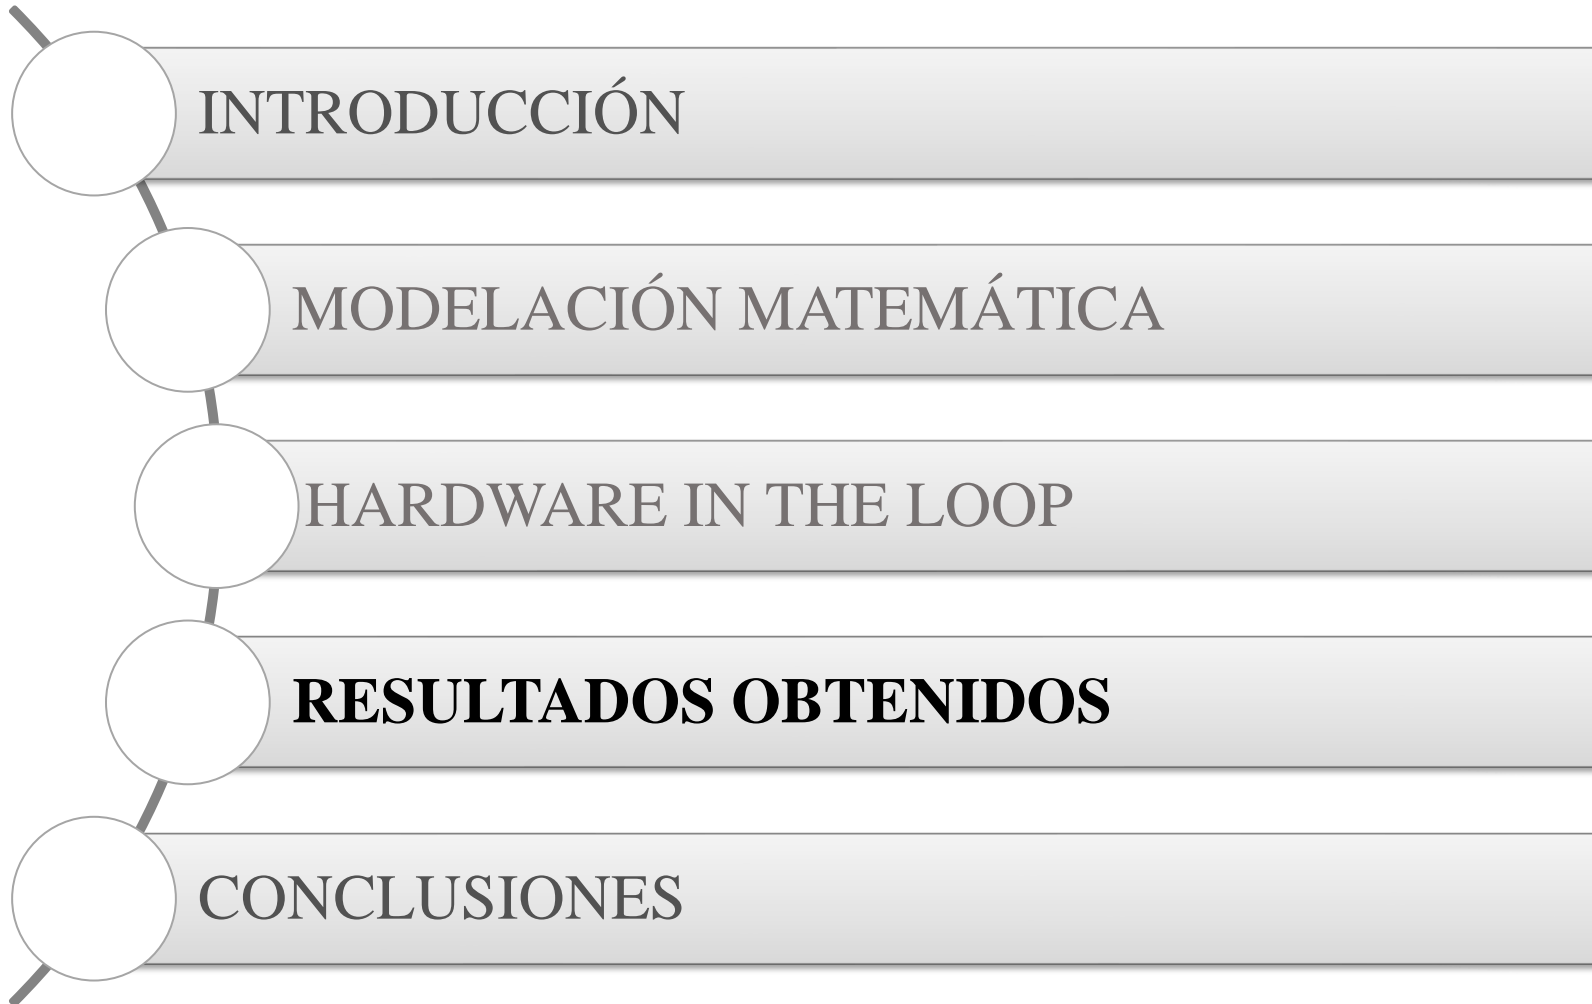 INTRODUCCIÓN
MODELACIÓN MATEMÁTICA
HARDWARE IN THE LOOP
RESULTADOS OBTENIDOS
CONCLUSIONES